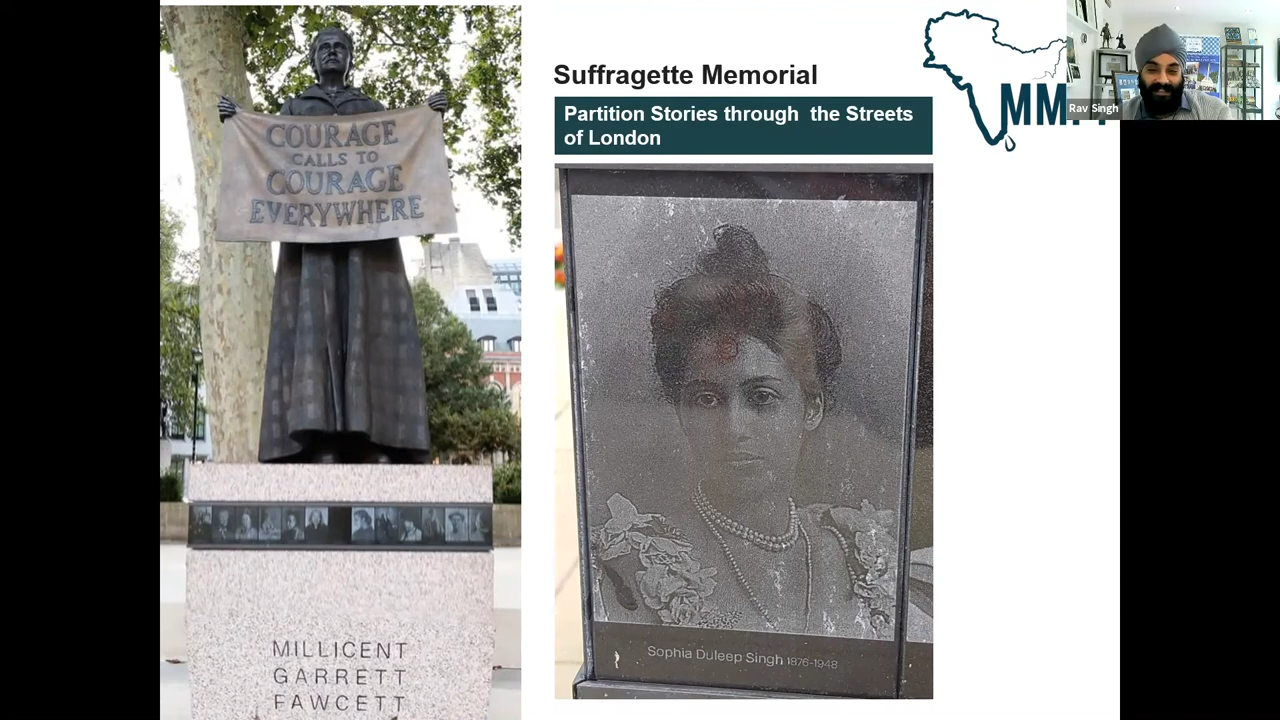 COURAGE
CALLS TO
COURAGE
EVERYWHERE
MILLICENT
GARRETT
FAWCETT
Suffragette Memorial
Partition Stories through the Streets
of London
Sophia Duleep Singh 1876-1948
Rav Singh